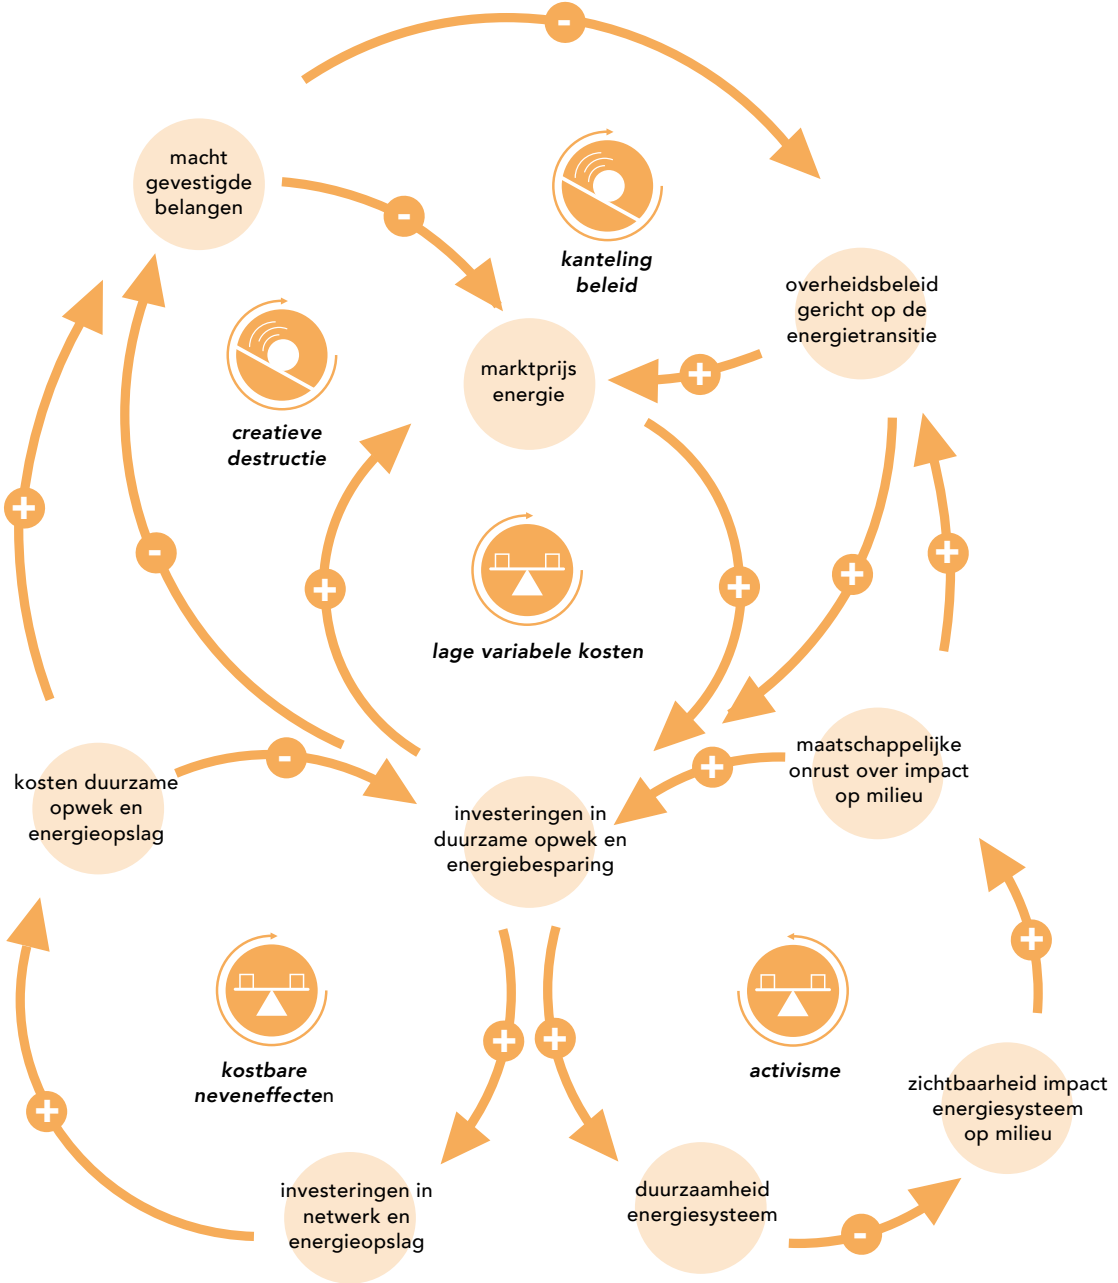 -
macht
gevestigde
belangen
-
kanteling
beleid
overheidsbeleid
gericht op de
energietransitie
marktprijs
energie
+
creatieve
destructie
+
-
+
lage variabele kosten
+
+
+
kosten duurzame
opwek en
energieopslag
-
investeringen in
duurzame opwek en
energiebesparing
+
maatschappelijke
onrust over impact
op milieu
+
kostbare
neveneffecten
+
+
activisme
zichtbaarheid impact
energiesysteem
op milieu
+
investeringen in
netwerk en
energieopslag
duurzaamheid
energiesysteem
-